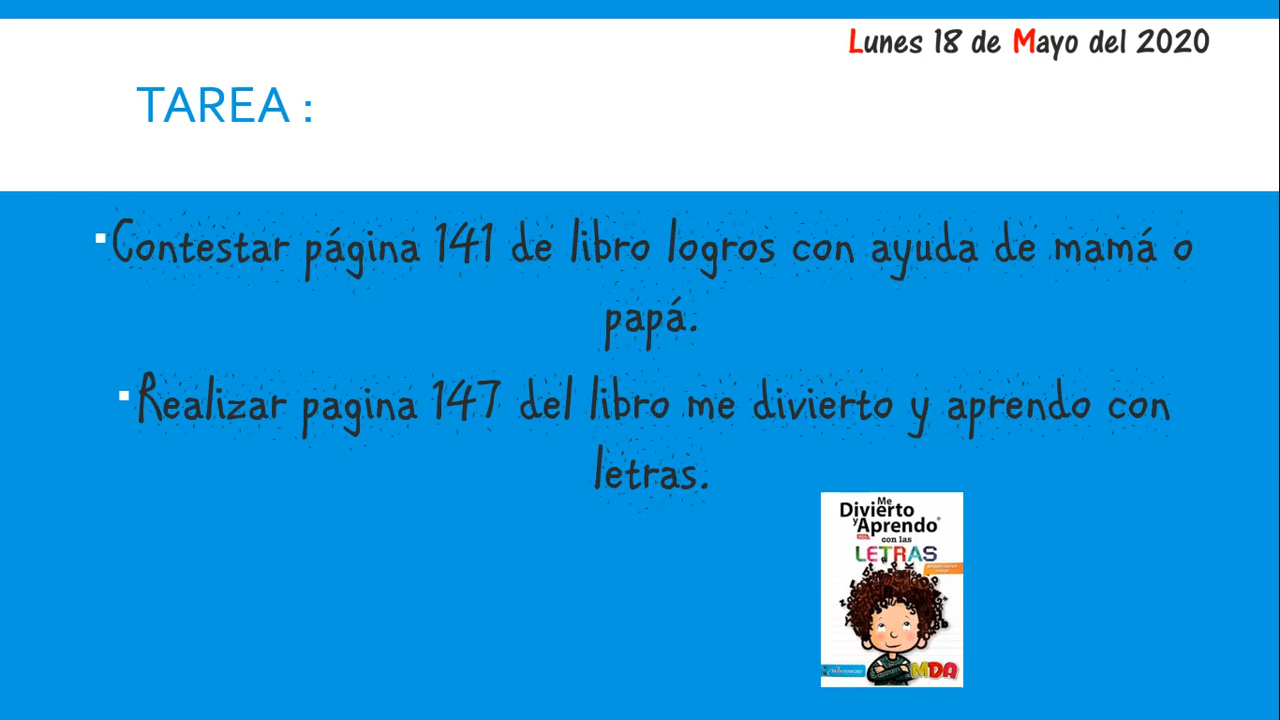 Lunes 18 de Mayo del 2020
TAREA :
Contestar página 141 de libro logros con ayuda de mamá o
papá.
Realizar pagina 147 del libro me divierto y aprendo con
letras.
Me
Divierto
y Aprendo
con las
LETRAS
MDA